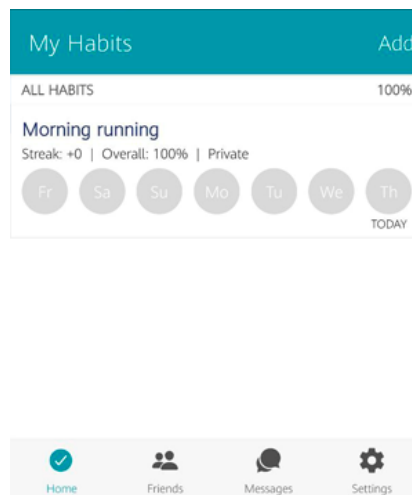 My Habits Add
ALL HABITS 100%
Morning running
Streak: +0 | Overall: 100% | Private
Fr Sa Su Mo Tu We Th
TODAY
Home Friends Messages Settings